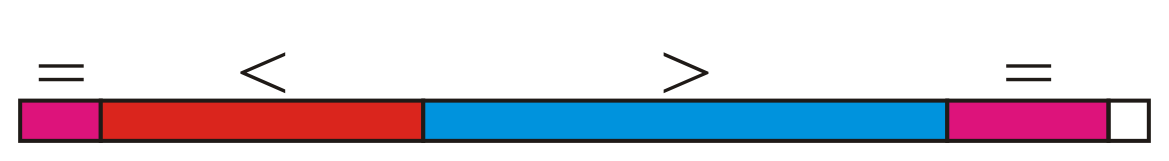 = < > =